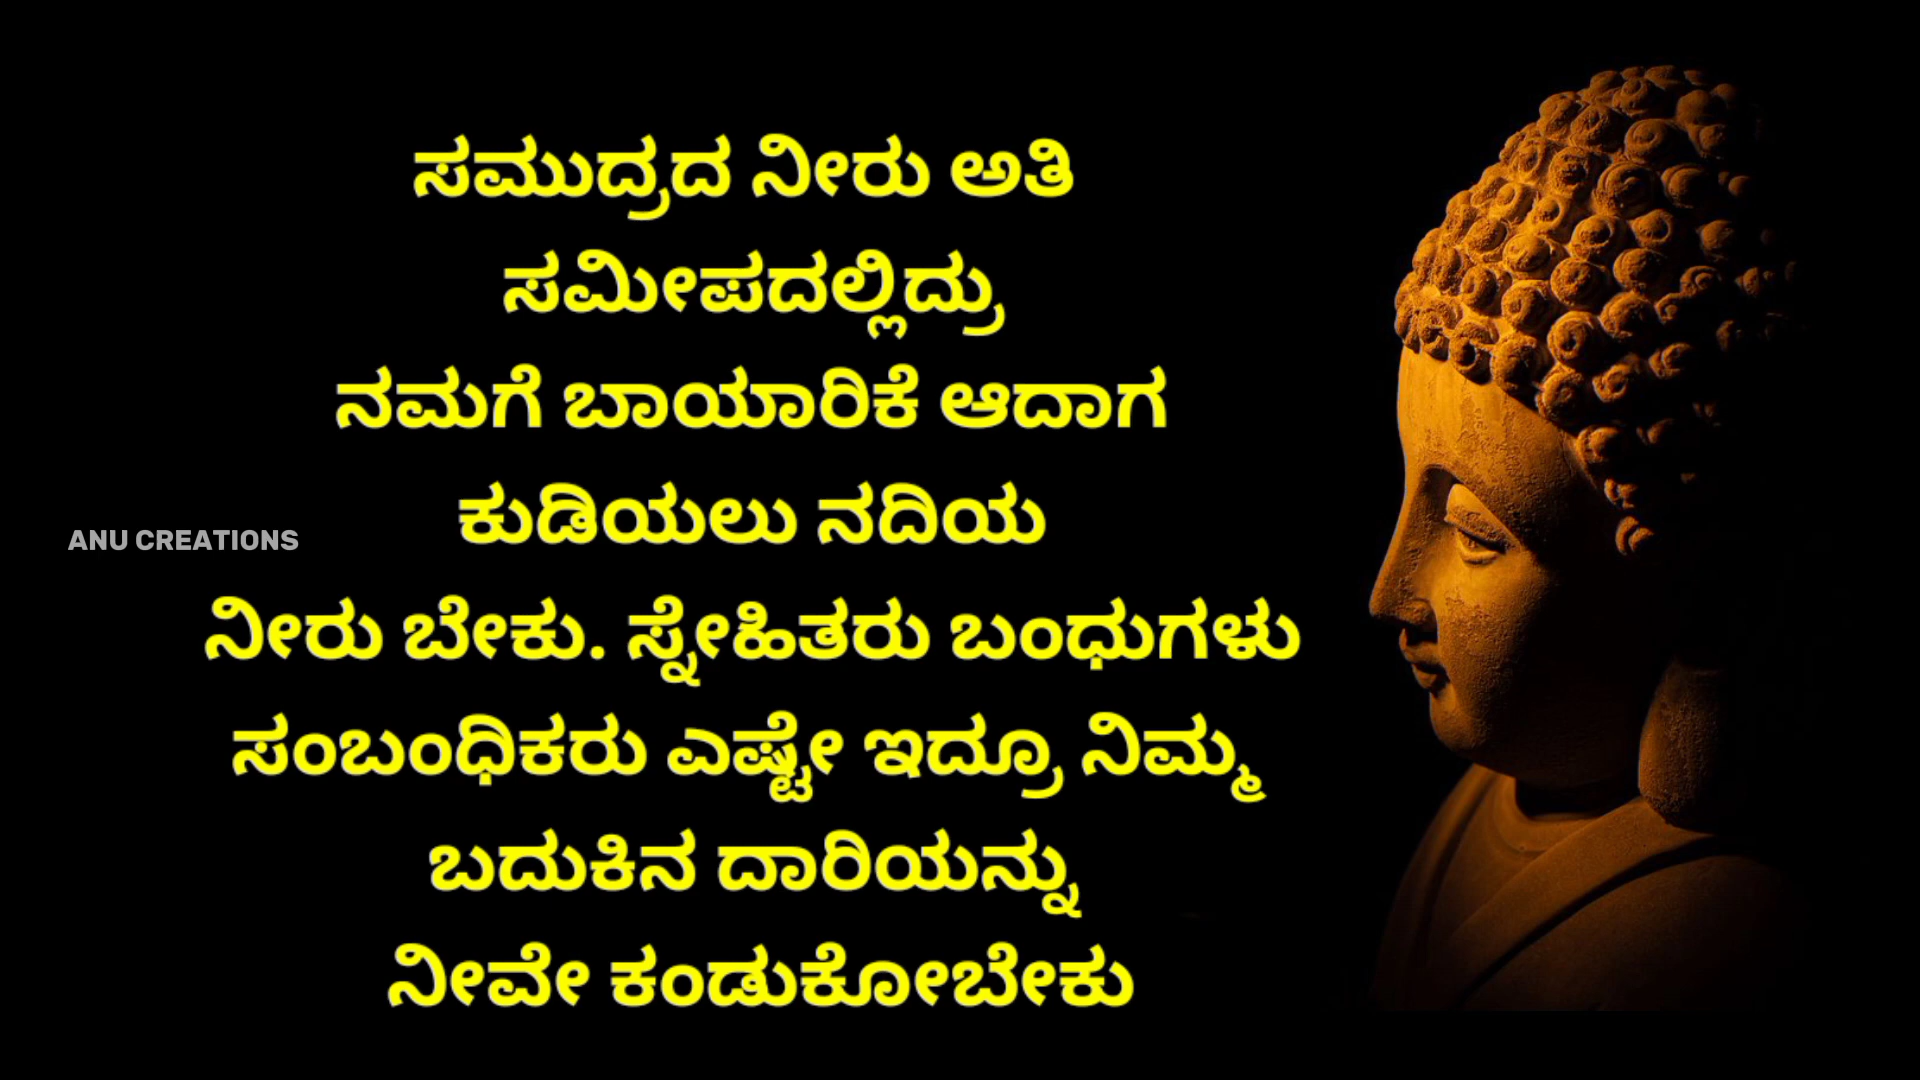 ಸಮುದ್ರದ ನೀರು ಅತಿ
ಸಮೀಪದಲ್ಲಿದ್ರು
ನಮಗೆ ಬಾಯಾರಿಕೆ ಆದಾಗ
ಕುಡಿಯಲು ನದಿಯ
ANU CREATIONS
ನೀರು ಬೇಕು. ಸ್ನೇಹಿತರು ಬಂಧುಗಳು
ಸಂಬಂಧಿಕರು ಎಷ್ಟೇ ಇದ್ರೂ ನಿಮ್ಮ
ಬದುಕಿನ ದಾರಿಯನ್ನು
ನೀವೇ ಕಂಡುಕೋಬೇಕು